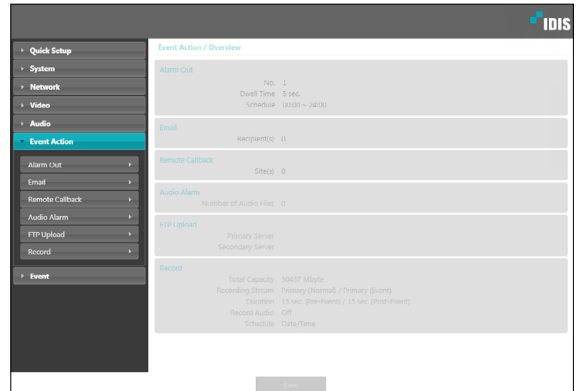 IDIS
Quick Setup
System
Network
Video
Audio
Event Action
Alarm Out
Email
Remote Callback
Audio Alarm
FTP Upload
Record
Event
Event Action / Overview
Alarm Out
No. 1
Dwell Time 5 sec.
Schedule 00:00 ~ 24:00
Email
Recipient(s) 0
Remote Callback
Site(s) 0
Audio Alarm
Number of Audio Files 0
FTP Upload
Primary Server
Secondary Server
Record
Total Capacity 30437 Mbyte
Recording Stream Primary (Normal) / Primary (Event)
Duration 15 sec. (Pre-Event) / 15 sec. (Post-Event)
Record Audio Off
Schedule Date/Time
Save